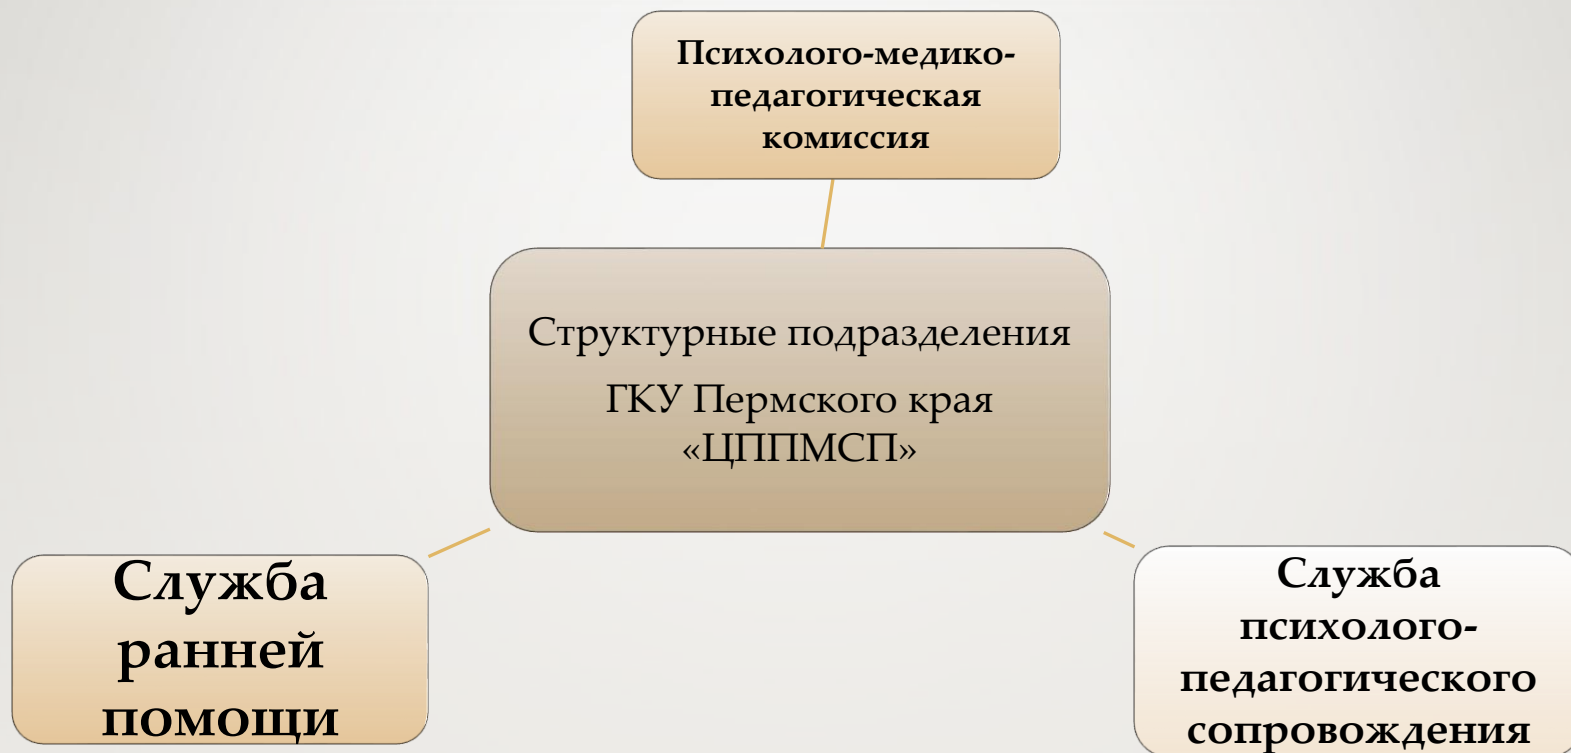 Психолого-медико-
педагогическая
комиссия
Структурные подразделения
ГКУ Пермского края
«ЦППМСП»
Служба
ранней
помощи
Служба
психолого-
педагогического
сопровождения